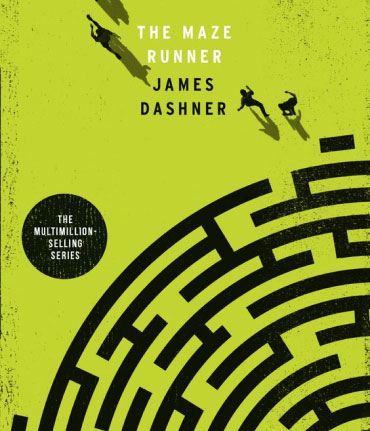 THE MAZE
RUNNER
JAMES
DASHNER
THE
MULTIMILLION-
SELLING
SERIES